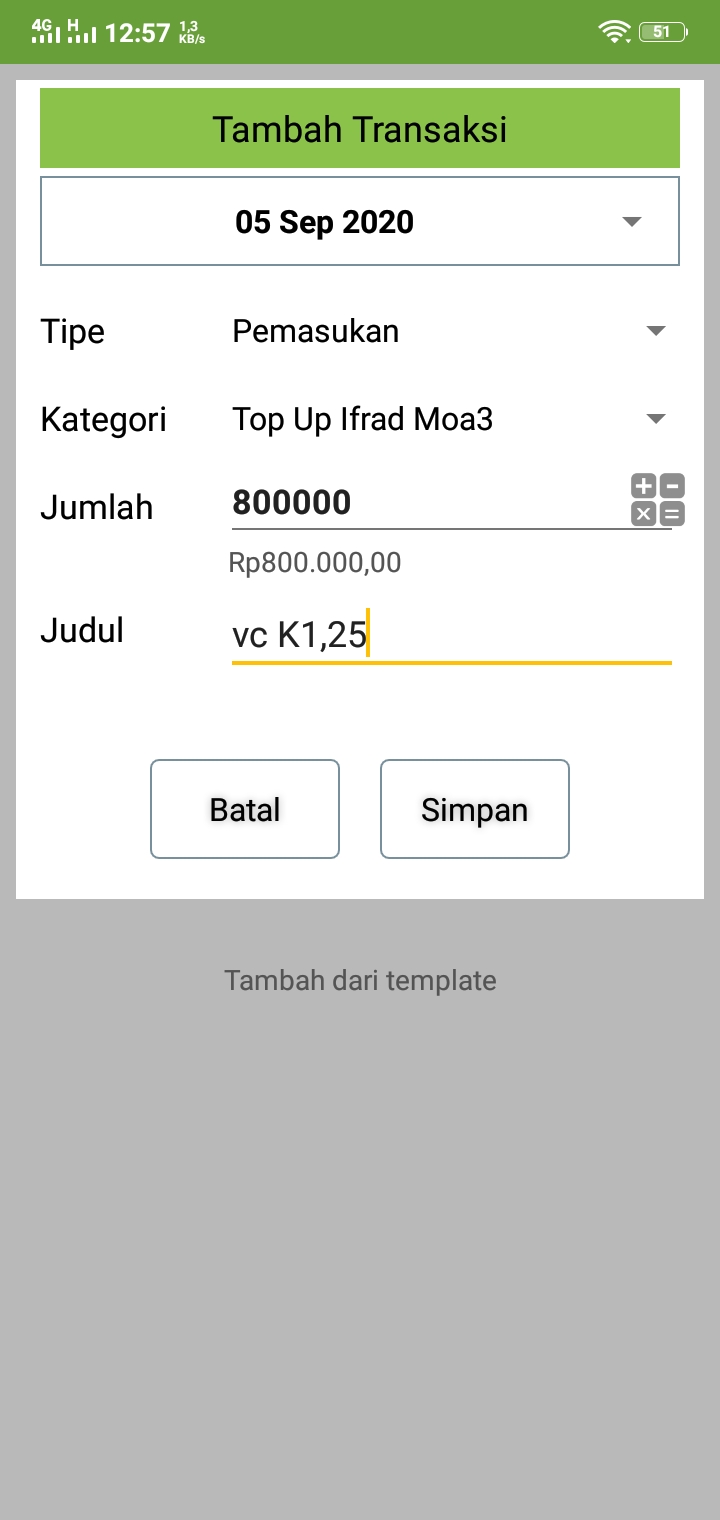 4G H 12:57 1,3 KB/s 51
Tambah Transaksi
05 Sep 2020
Tipe Pemasukan
Kategori Top Up Ifrad Moa3
Jumlah 800000
Rp800.000,00
Judul vc K1,25
Batal Simpan
Tambah dari template